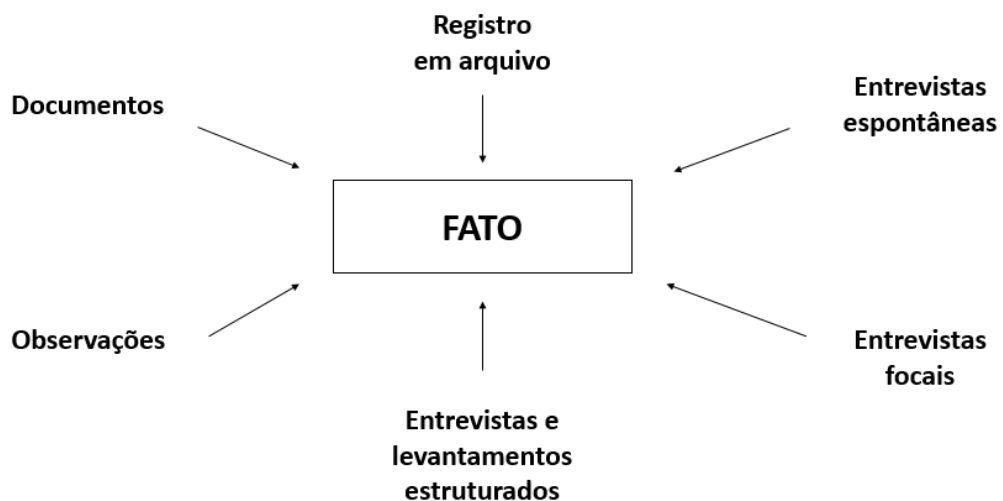 Registro
em arquivo
Documentos
Entrevistas
espontâneas
FATO
Observações
Entrevistas
focais
Entrevistas e
levantamentos
estruturados